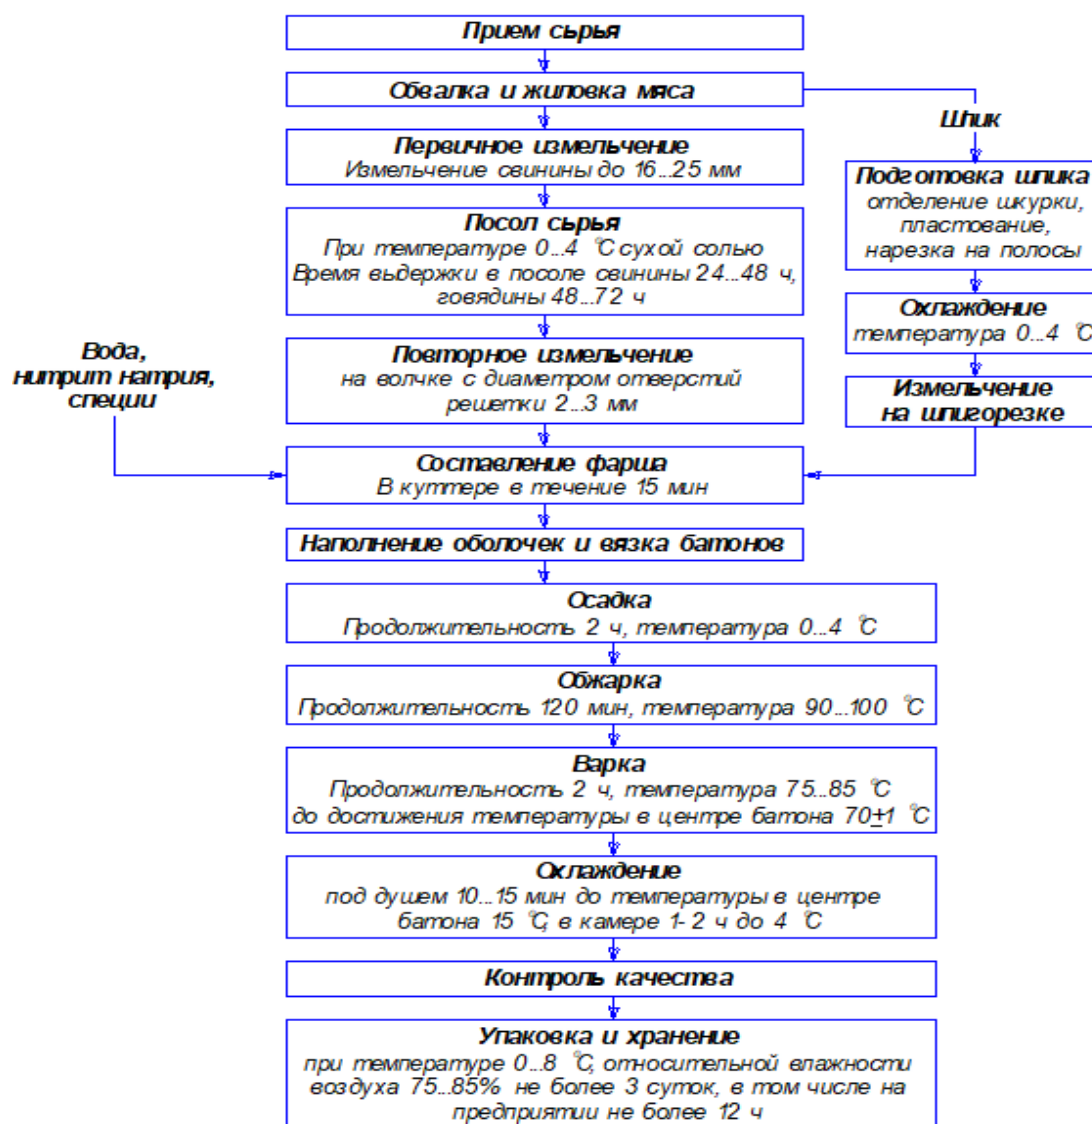 Прием сырья
Обвалка и жиловка мяса
Первичное измельчение
Измельчение свинины до 16...25 мм
Посол сырья
При температуре 0...4 °С сухой солью
Время выдержки в посоле свинины 24...48 ч,
говядины 48...72 ч
Шпик
Подготовка шпика
отделение шкурки,
пластование,
нарезка на полосы
Охлаждение
температура 0...4 °С
Измельчение
на шпигорезке
Вода,
нитрит натрия,
специи
Повторное измельчение
на волчке с диаметром отверстий
решетки 2...3 мм
Составление фарша
В куттере в течение 15 мин
Наполнение оболочек и вязка батонов
Осадка
Продолжительность 2 ч, температура 0...4 °С
Обжарка
Продолжительность 120 мин, температура 90...100 °С
Варка
Продолжительность 2 ч, температура 75...85 °С
до достижения температуры в центре батона 70±1 °С
Охлаждение
под душем 10...15 мин до температуры в центре
батона 15 °С, в камере 1-2 ч до 4 °С
Контроль качества
Упаковка и хранение
при температуре 0...8 °С, относительной влажности
воздуха 75...85% не более 3 суток, в том числе на
предприятии не более 12 ч